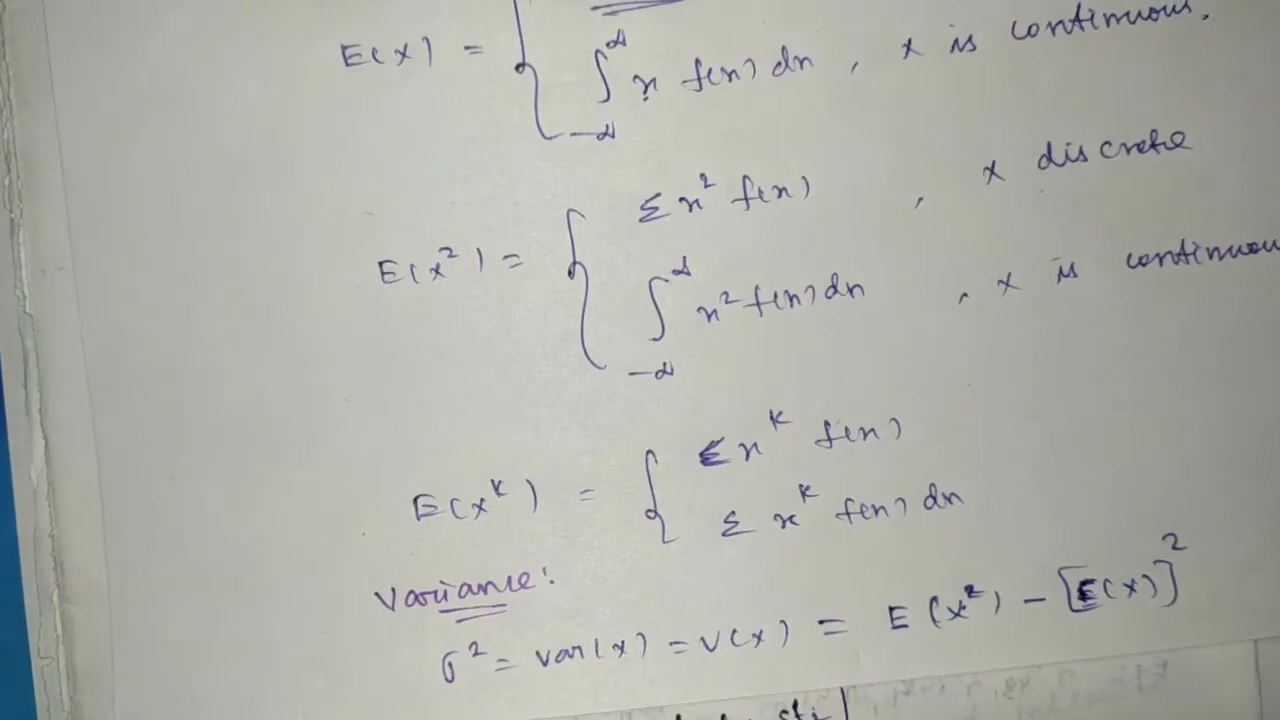 E(X) = { ∫_{-∞}^{∞} x f(x) dx , x is continuous.
E(X²) = { Σ x² f(x) , x discrete
∫_{-∞}^{∞} x² f(x) dx , x is continuou
E(X^k) = { Σ x^k f(x)
Σ x^k f(x) dx
Variance:
σ² = Var(X) = V(X) = E(X²) - [E(X)]²